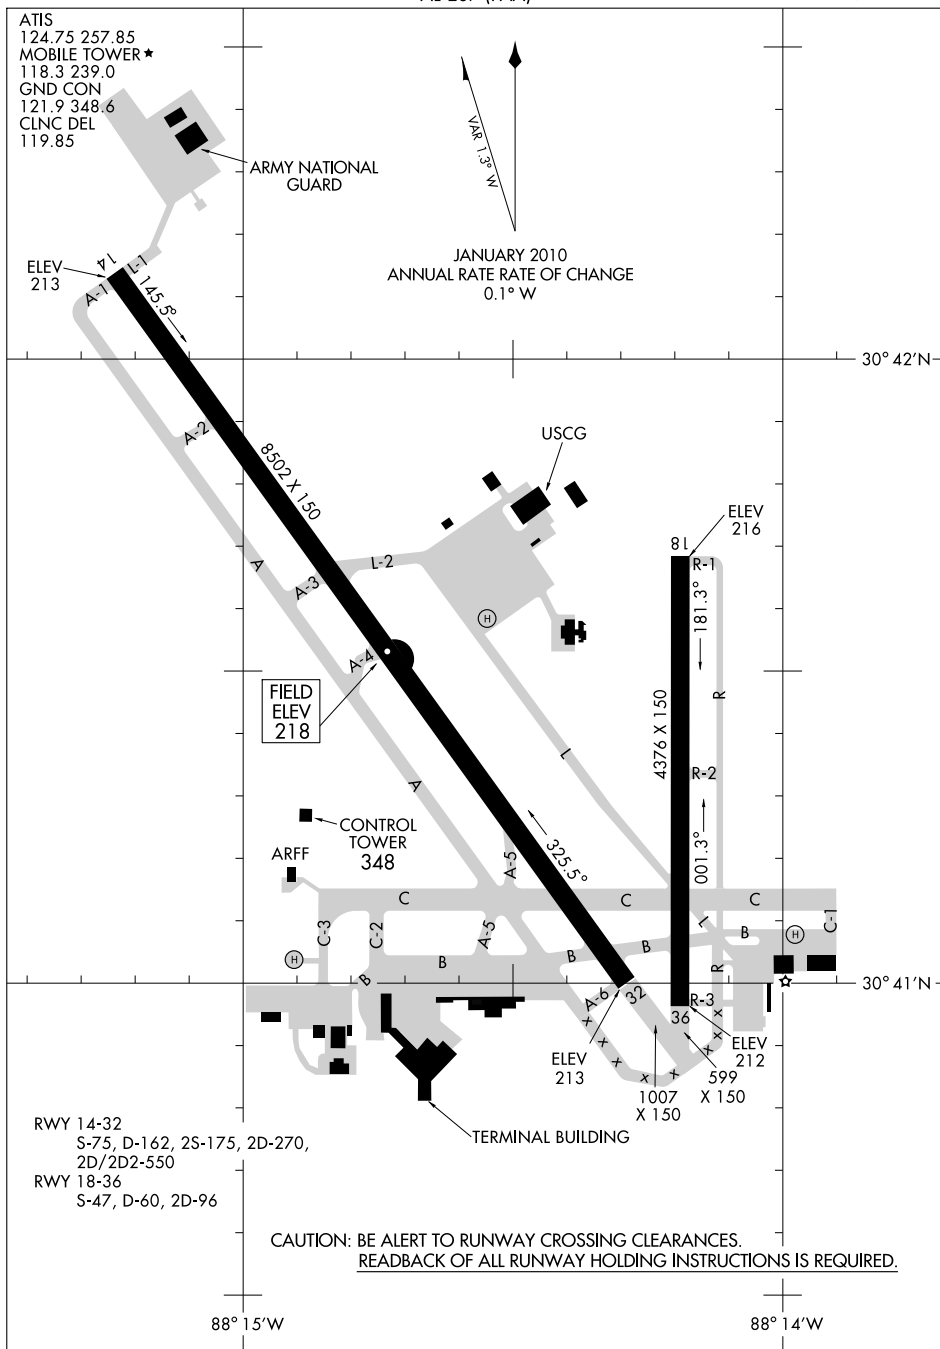 ATIS
124.75 257.85
MOBILE TOWER ★
118.3 239.0
GND CON
121.9 348.6
CLNC DEL
119.85
ARMY NATIONAL
GUARD
VAR 1.3° W
JANUARY 2010
ANNUAL RATE RATE OF CHANGE
0.1° W
ELEV
213
14
L-1
A-1
145.5°
30° 42'N
A-2
8502 X 150
USCG
ELEV
216
18
R-1
A
A-3
L-2
181.3°
H
A-4
FIELD
ELEV
218
R
4376 X 150
L
R-2
A
CONTROL
TOWER
348
325.5°
001.3°
ARFF
A-5
C
C
C
C-1
C-3
C-2
A-5
L
B
B
B
B
B
H
H
R
30° 41'N
A-6
32
R-3
36
x
x
x
x
x
x
x
x
ELEV
213
ELEV
212
1007
X 150
599
X 150
TERMINAL BUILDING
RWY 14-32
S-75, D-162, 2S-175, 2D-270,
2D/2D2-550
RWY 18-36
S-47, D-60, 2D-96
CAUTION: BE ALERT TO RUNWAY CROSSING CLEARANCES.
READBACK OF ALL RUNWAY HOLDING INSTRUCTIONS IS REQUIRED.
88° 15'W
88° 14'W